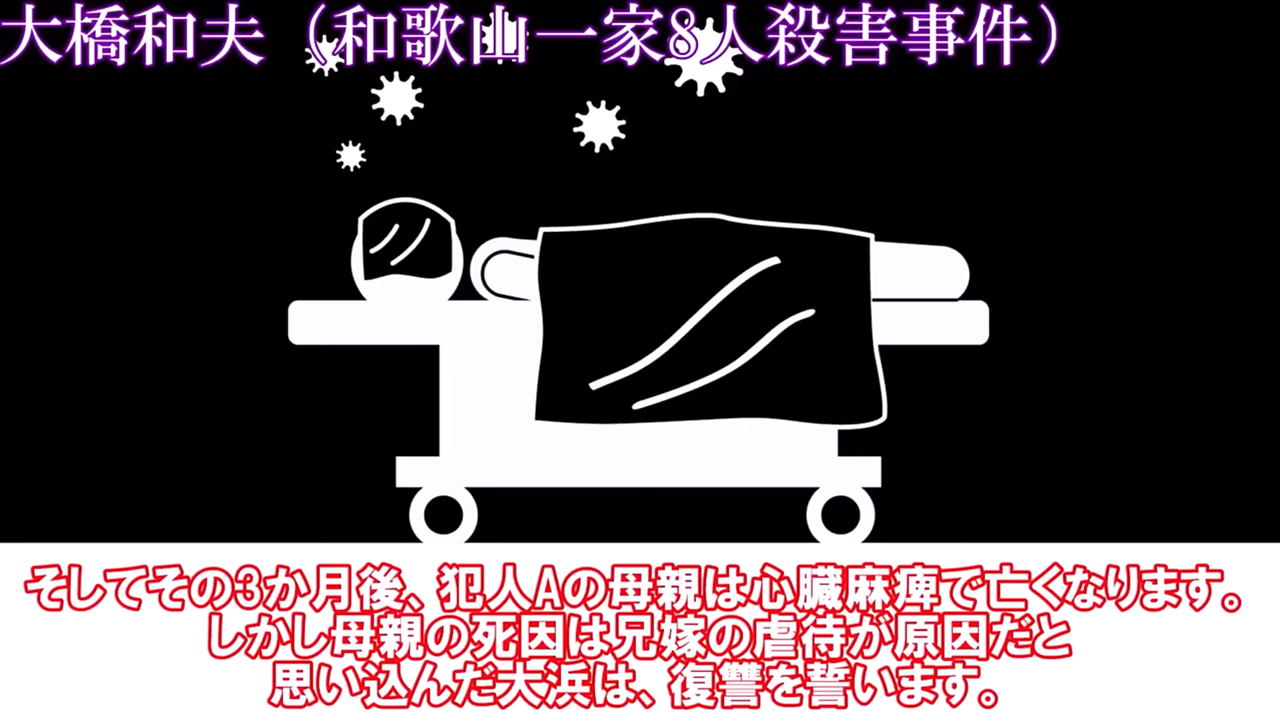 大橋和夫（和歌山一家8人殺害事件）
そしてその3か月後、犯人Aの母親は心臓麻痺で亡くなります。
しかし母親の死因は兄嫁の虐待が原因だと
思い込んだ大浜は、復讐を誓います。